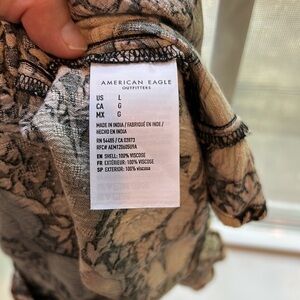 AMERICAN EAGLE
OUTFITTERS
US L
CA G
MX G
MADE IN INDIA / FABRIQUÉ EN INDE /
HECHO EN INDIA
RN 54485 / CA 03973
EN SHELL: 100% VISCOSE
FR EXTÉRIEUR: 100% VISCOSE
SP EXTERIOR: 100% viscosa